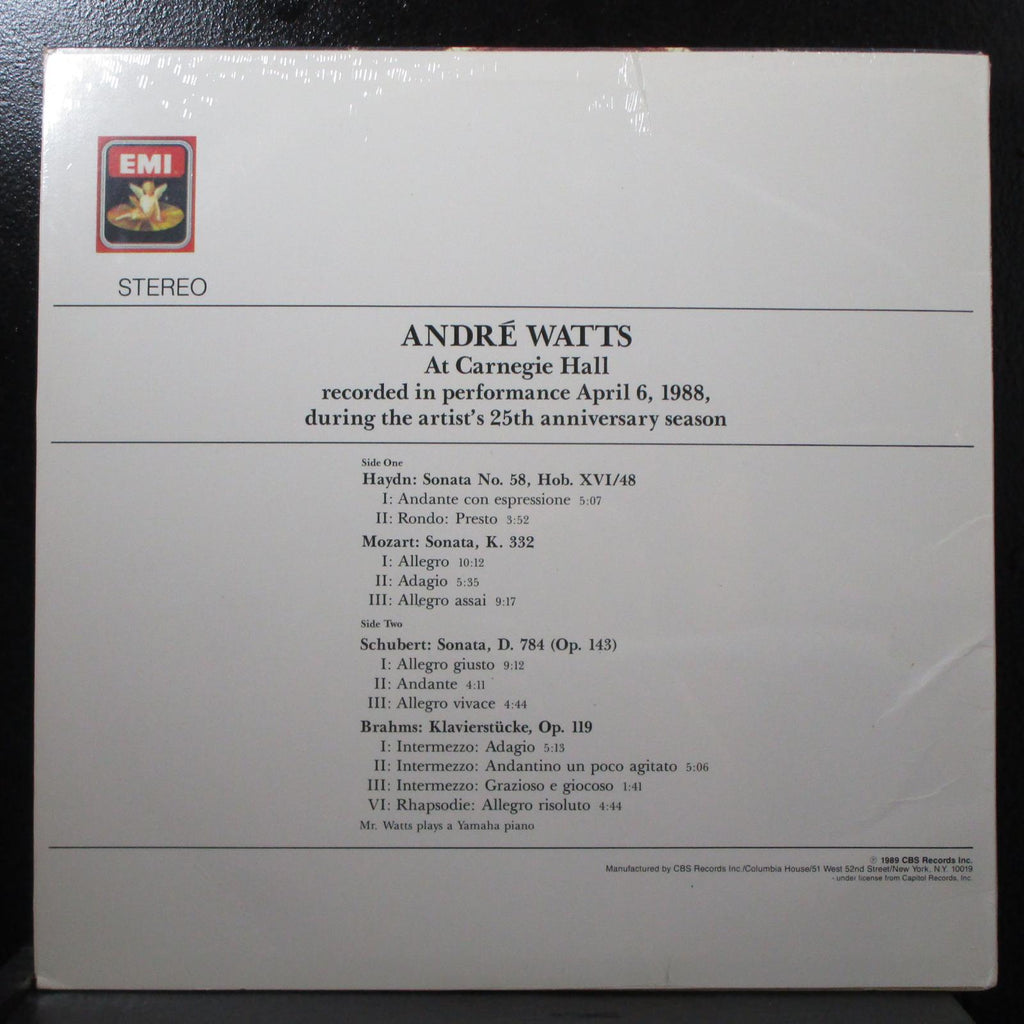 EMI
STEREO
ANDRÉ WATTS
At Carnegie Hall
recorded in performance April 6, 1988,
during the artist's 25th anniversary season
Side One
Haydn: Sonata No. 58, Hob. XVI/48
I: Andante con espressione 5:07
II: Rondo: Presto 3:52
Mozart: Sonata, K. 332
I: Allegro 10:12
II: Adagio 5:35
III: Allegro assai 9:17
Side Two
Schubert: Sonata, D. 784 (Op. 143)
I: Allegro giusto 9:12
II: Andante 4:11
III: Allegro vivace 4:44
Brahms: Klavierstücke, Op. 119
I: Intermezzo: Adagio 5:13
II: Intermezzo: Andantino un poco agitato 5:06
III: Intermezzo: Grazioso e giocoso 1:41
VI: Rhapsodie: Allegro risoluto 4:44
Mr. Watts plays a Yamaha piano
℗ 1989 CBS Records Inc.
Manufactured by CBS Records Inc./Columbia House/51 West 52nd Street/New York, N.Y. 10019
- under license from Capitol Records, Inc.